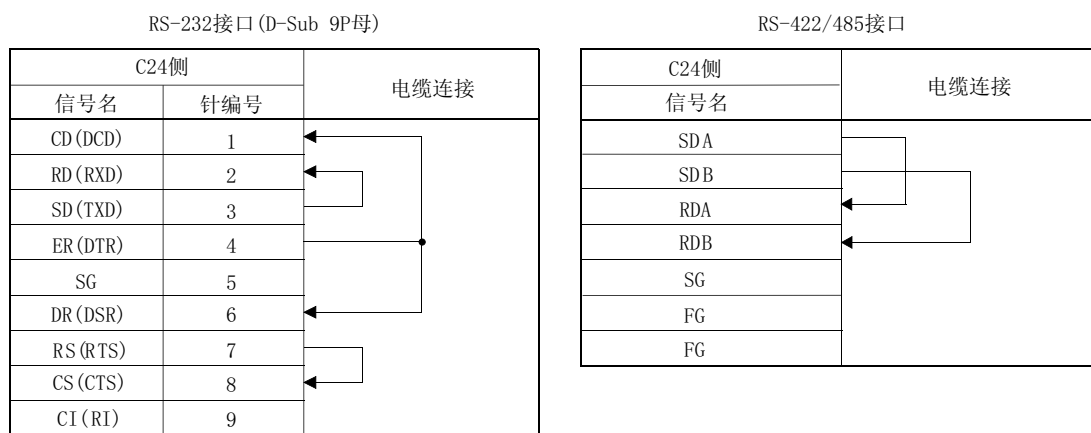 RS-232接口(D-Sub 9P母)
C24侧
电缆连接
信号名 针编号
CD(DCD) 1
RD(RXD) 2
SD(TXD) 3
ER(DTR) 4
SG 5
DR(DSR) 6
RS(RTS) 7
CS(CTS) 8
CI(RI) 9
RS-422/485接口
C24侧
电缆连接
信号名
SDA
SDB
RDA
RDB
SG
FG
FG